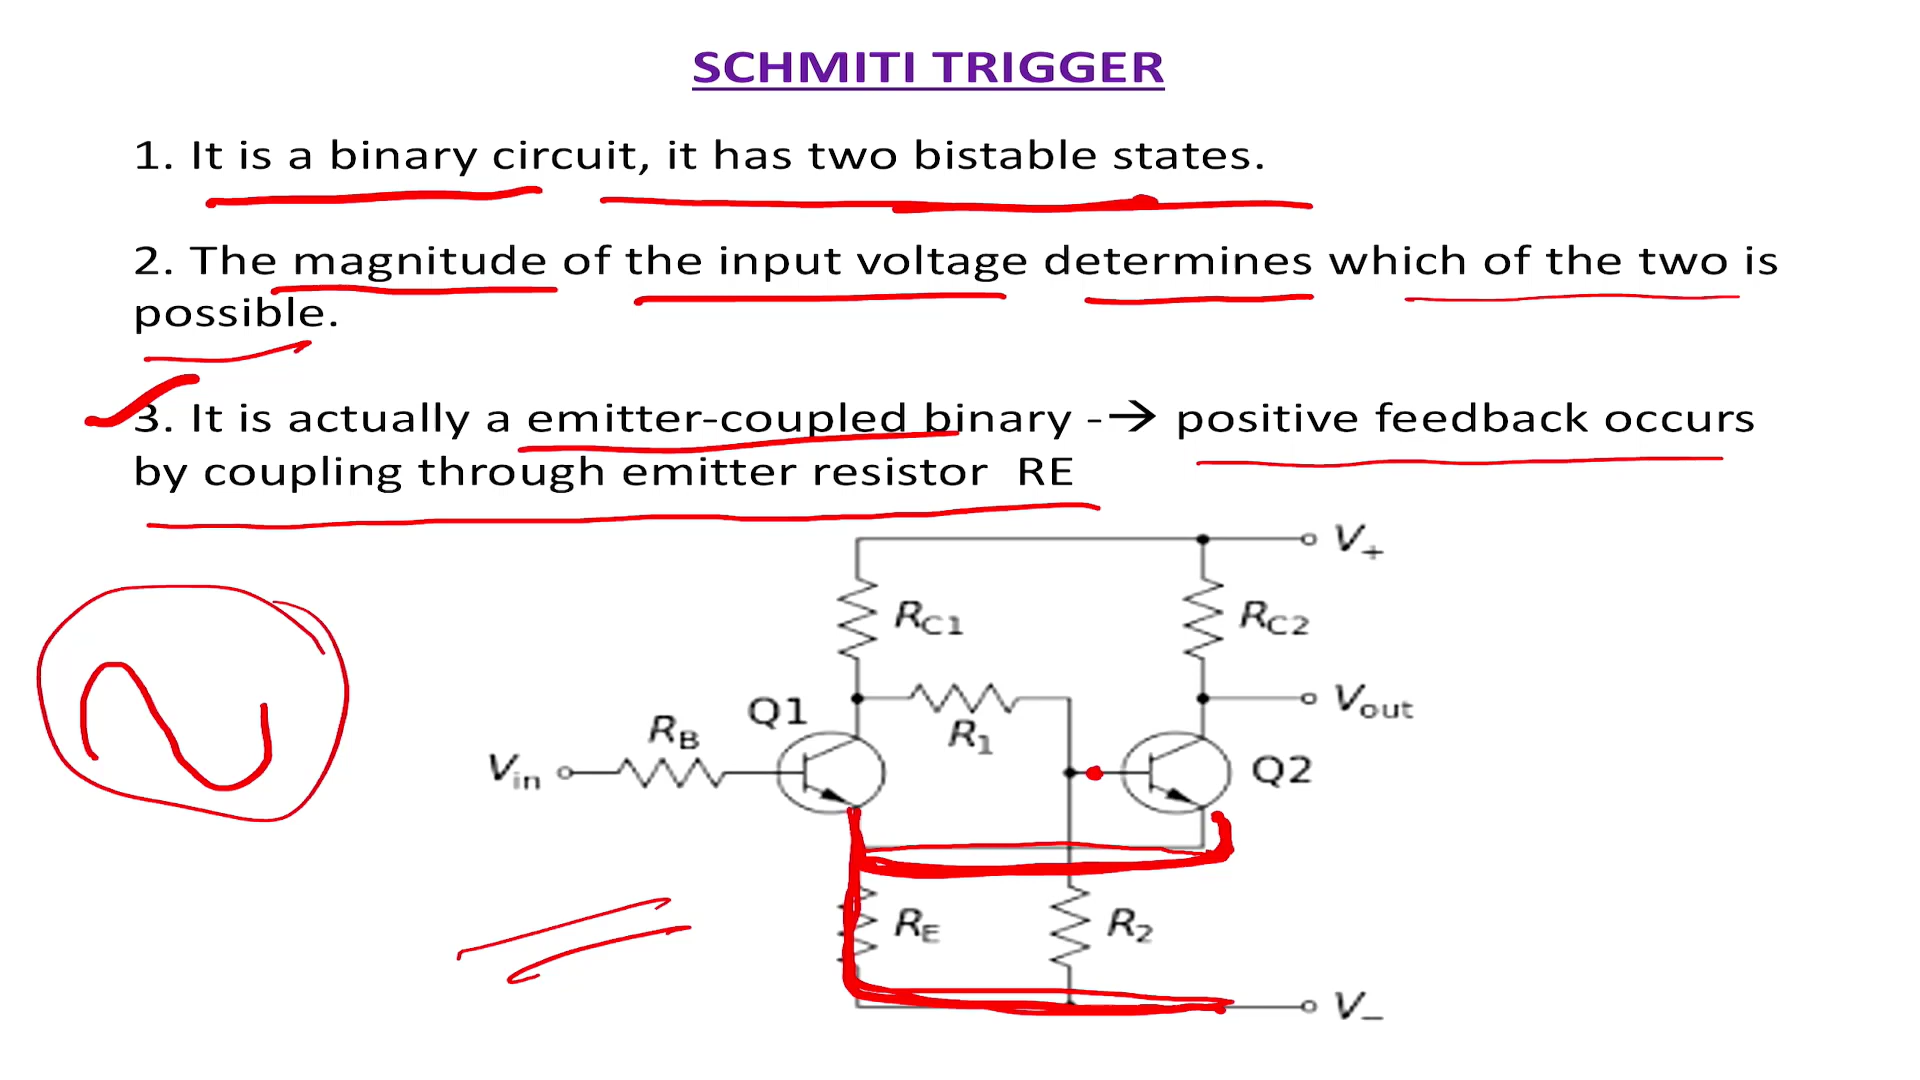 SCHMITI TRIGGER
1. It is a binary circuit, it has two bistable states.
2. The magnitude of the input voltage determines which of the two is
possible.
3. It is actually a emitter-coupled binary -→ positive feedback occurs
by coupling through emitter resistor RE
V+
RC1
RC2
Q1
R1
Vout
RB
Vin
Q2
RE
R2
V−